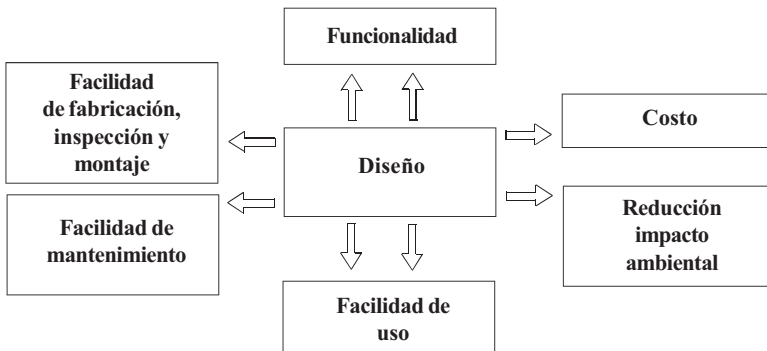 Funcionalidad
Facilidad
de fabricación,
inspección y
montaje
Costo
Diseño
Facilidad de
mantenimiento
Reducción
impacto
ambiental
Facilidad de
uso